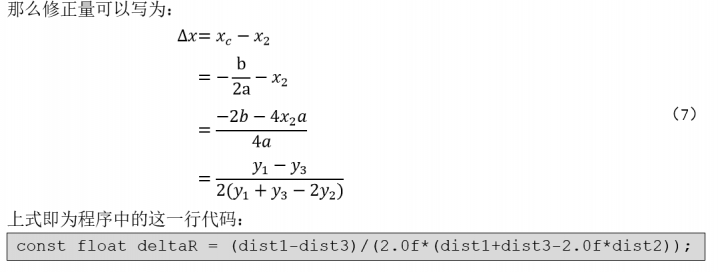 那么修正量可以写为：
Δx= x_c − x_2
= −b/2a − x_2
= (−2b − 4x_2a)/4a
（7）
= (y_1 − y_3)/2(y_1 + y_3 − 2y_2)
上式即为程序中的这一行代码：
const float deltaR = (dist1-dist3)/(2.0f*(dist1+dist3-2.0f*dist2));